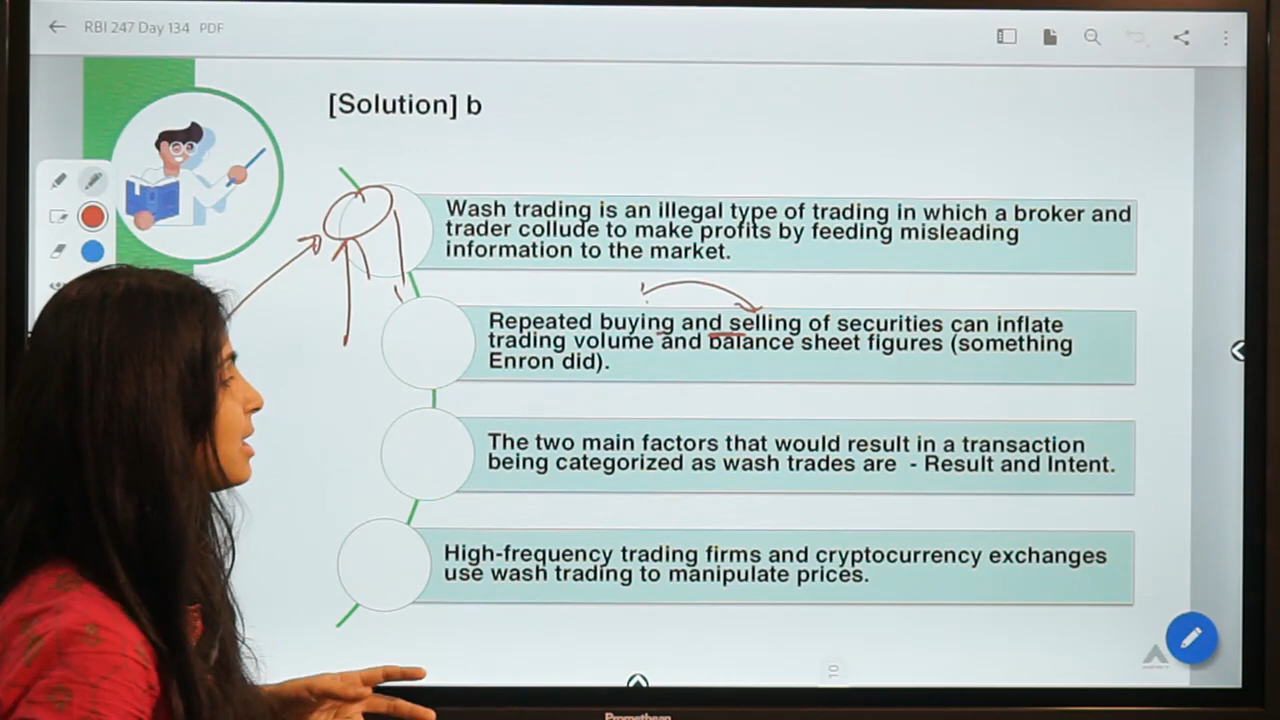 RBI 247 Day 134 PDF
[Solution] b
Wash trading is an illegal type of trading in which a broker and
trader collude to make profits by feeding misleading
information to the market.
Repeated buying and selling of securities can inflate
trading volume and balance sheet figures (something
Enron did).
The two main factors that would result in a transaction
being categorized as wash trades are - Result and Intent.
High-frequency trading firms and cryptocurrency exchanges
use wash trading to manipulate prices.
10
Promethean